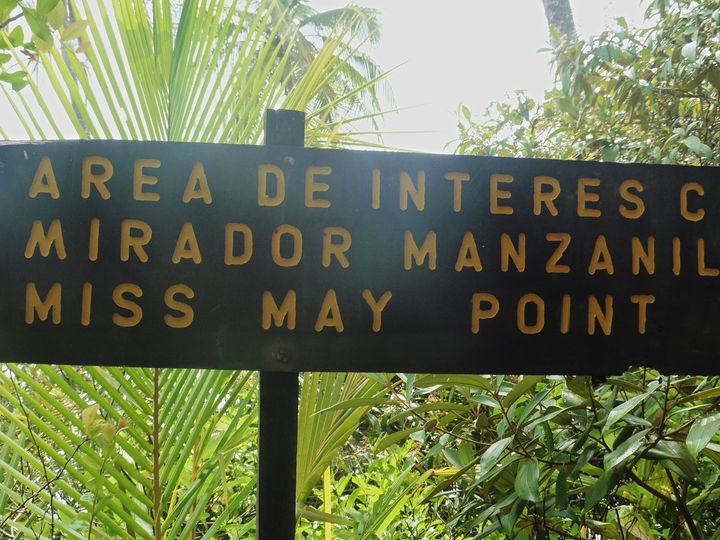 AREA DE INTERES C
MIRADOR MANZANIL
MISS MAY POINT